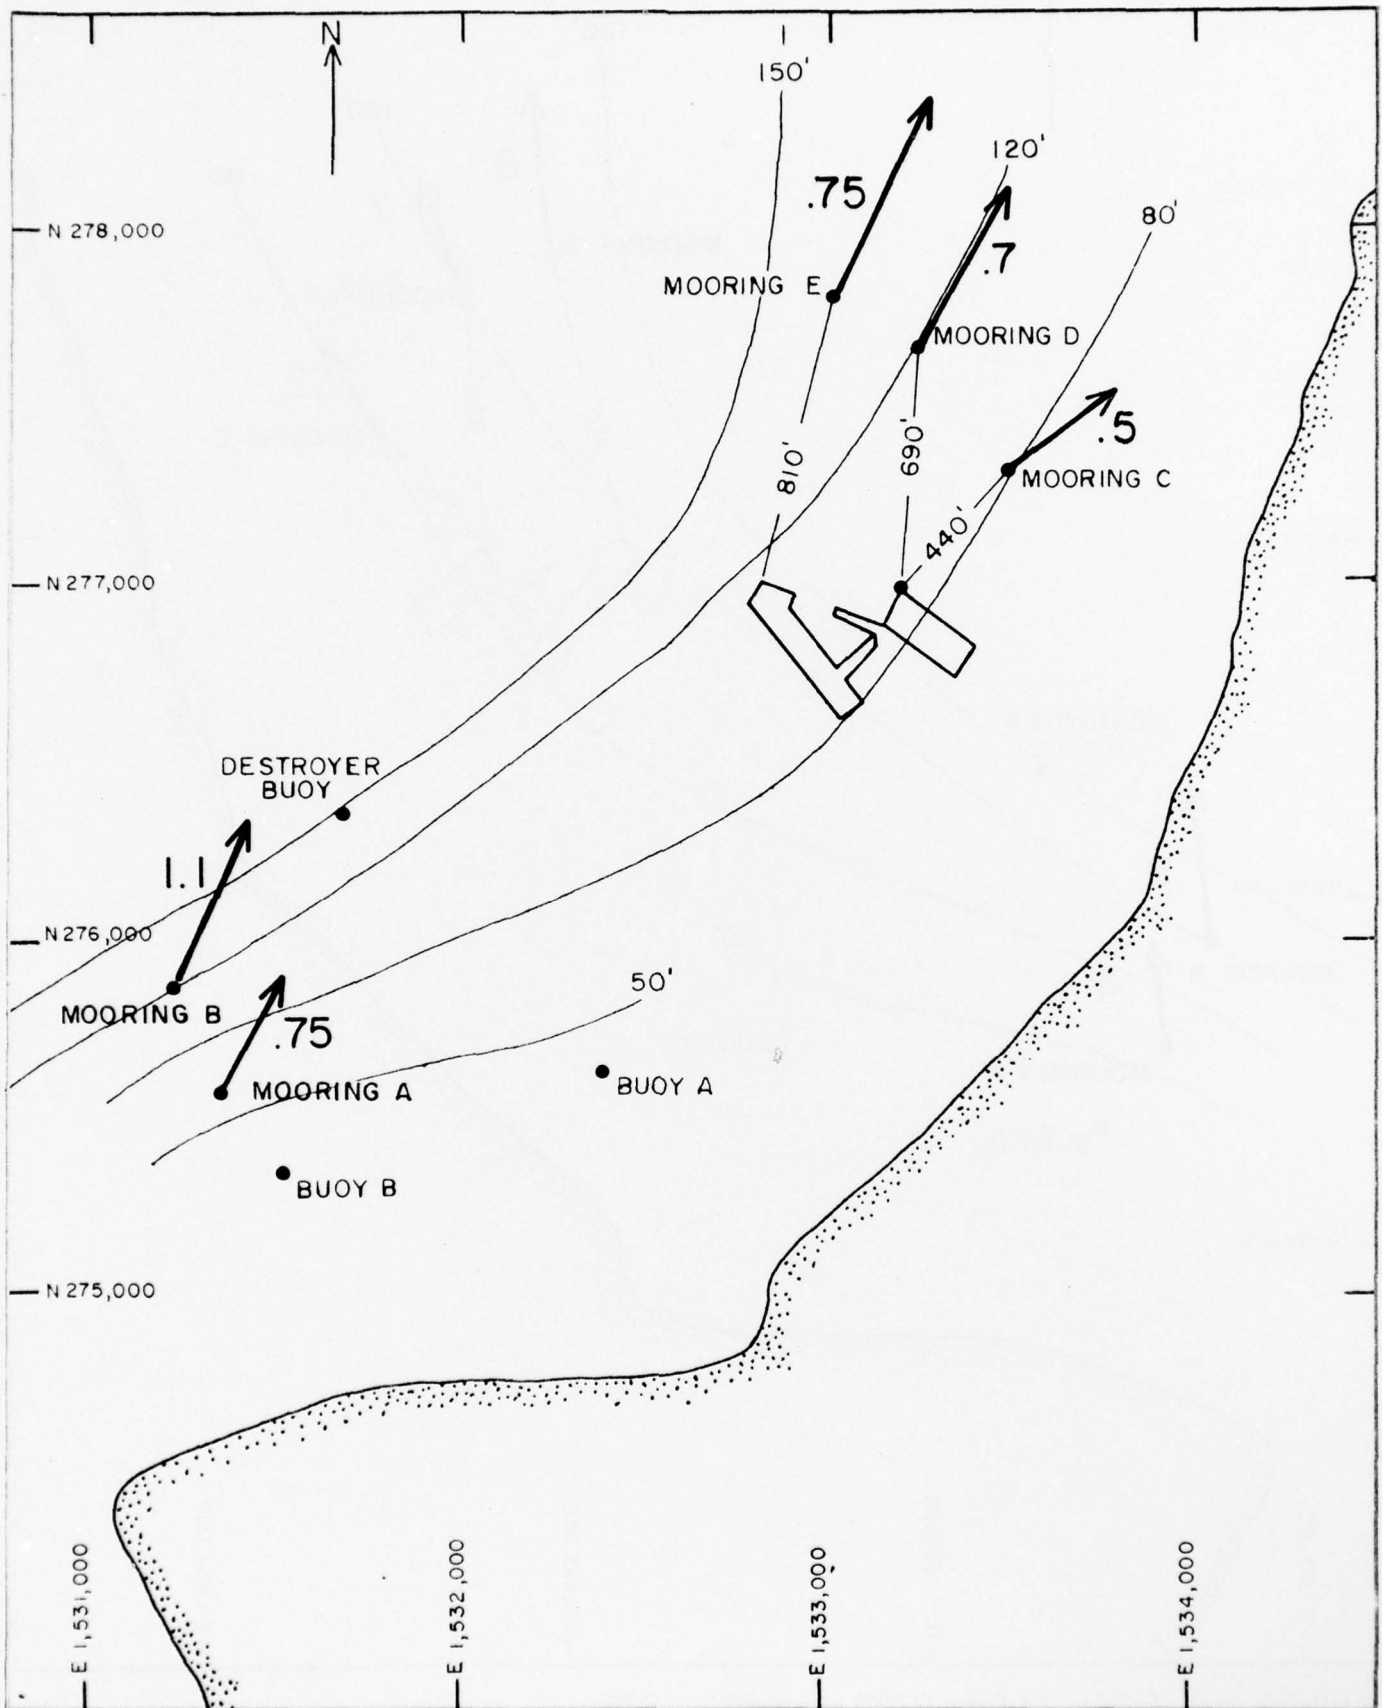 N
150'
120'
80'
.75
N 278,000
.7
MOORING E
MOORING D
.5
MOORING C
810'
690'
440'
N 277,000
DESTROYER
BUOY
1.1
N 276,000
50'
MOORING B
.75
MOORING A
BUOY A
BUOY B
N 275,000
E 1,531,000
E 1,532,000
E 1,533,000
E 1,534,000